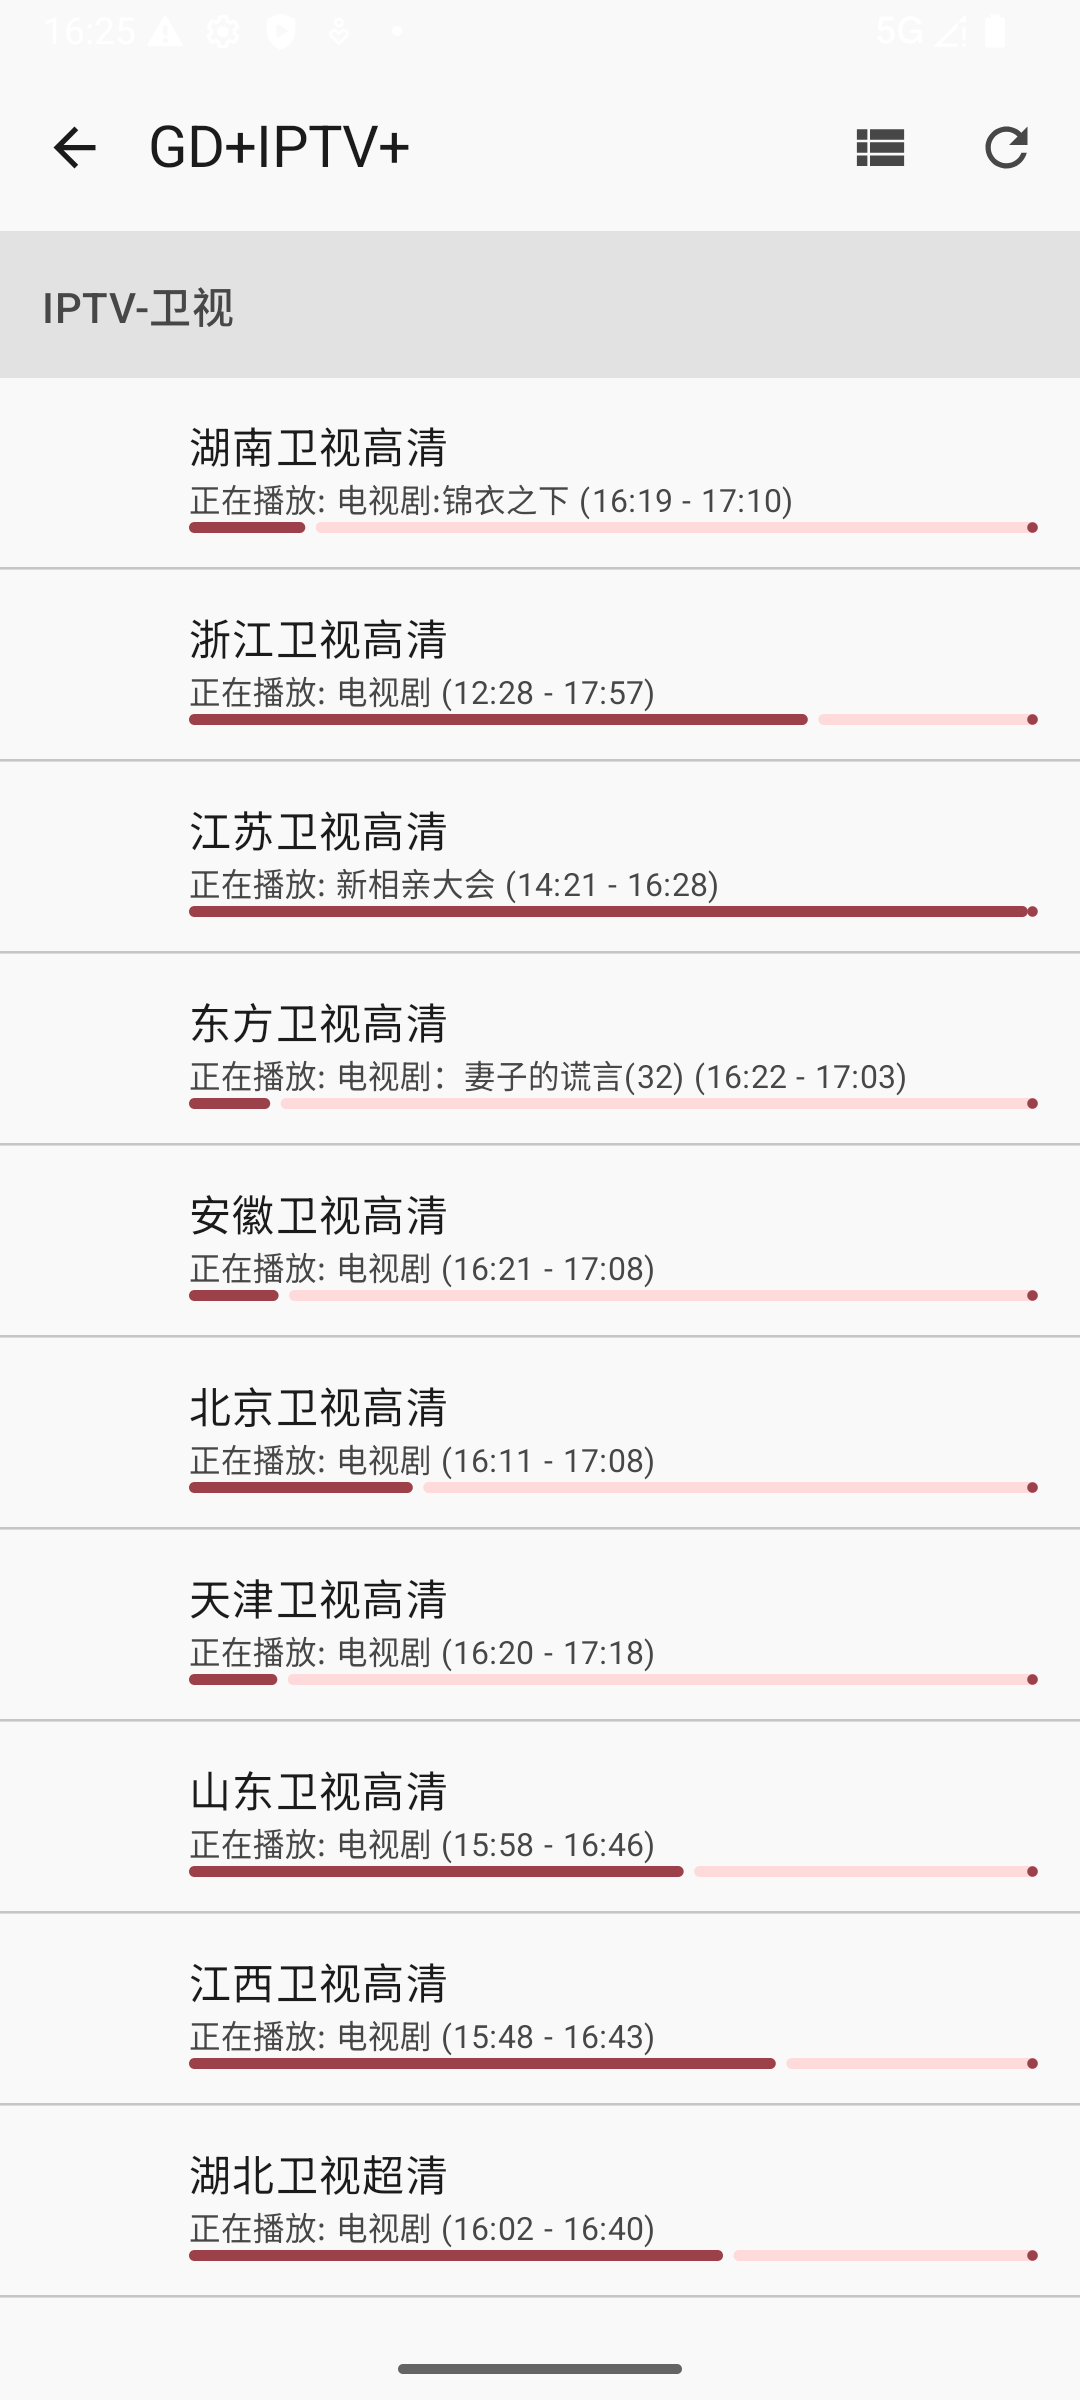 16:25
5G
GD+IPTV+
IPTV-卫视
湖南卫视高清
正在播放: 电视剧:锦衣之下 (16:19 - 17:10)
浙江卫视高清
正在播放: 电视剧 (12:28 - 17:57)
江苏卫视高清
正在播放: 新相亲大会 (14:21 - 16:28)
东方卫视高清
正在播放: 电视剧：妻子的谎言(32) (16:22 - 17:03)
安徽卫视高清
正在播放: 电视剧 (16:21 - 17:08)
北京卫视高清
正在播放: 电视剧 (16:11 - 17:08)
天津卫视高清
正在播放: 电视剧 (16:20 - 17:18)
山东卫视高清
正在播放: 电视剧 (15:58 - 16:46)
江西卫视高清
正在播放: 电视剧 (15:48 - 16:43)
湖北卫视超清
正在播放: 电视剧 (16:02 - 16:40)